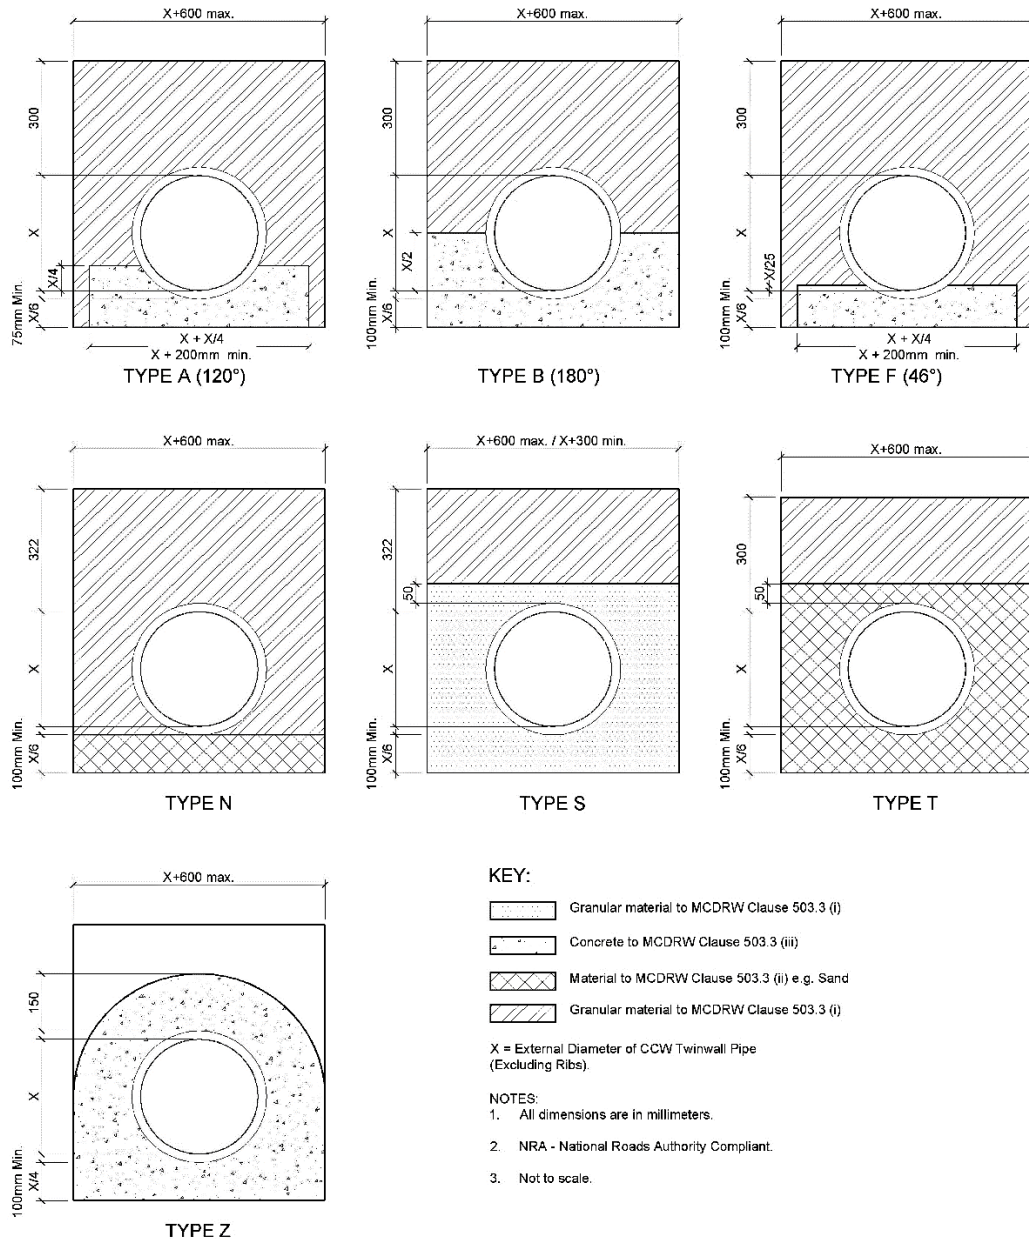 X+600 max.
X+600 max.
X+600 max.
300
X
X/4
X/6
75mm Min.
X + X/4
X + 200mm min.
TYPE A (120°)
300
X
X/2
X/6
100mm Min.
TYPE B (180°)
300
X
X/25
X/6
100mm Min.
X + X/4
X + 200mm min.
TYPE F (46°)
X+600 max.
X+600 max. / X+300 min.
X+600 max.
322
X
X/6
100mm Min.
TYPE N
322
50
X
X/6
100mm Min.
TYPE S
300
50
X
X/6
100mm Min.
TYPE T
X+600 max.
150
X
X/4
100mm Min.
TYPE Z
KEY:
Granular material to MCDRW Clause 503.3 (i)
Concrete to MCDRW Clause 503.3 (iii)
Material to MCDRW Clause 503.3 (ii) e.g. Sand
Granular material to MCDRW Clause 503.3 (i)
X = External Diameter of CCW Twinwall Pipe
(Excluding Ribs).
NOTES:
1. All dimensions are in millimeters.
2. NRA - National Roads Authority Compliant.
3. Not to scale.